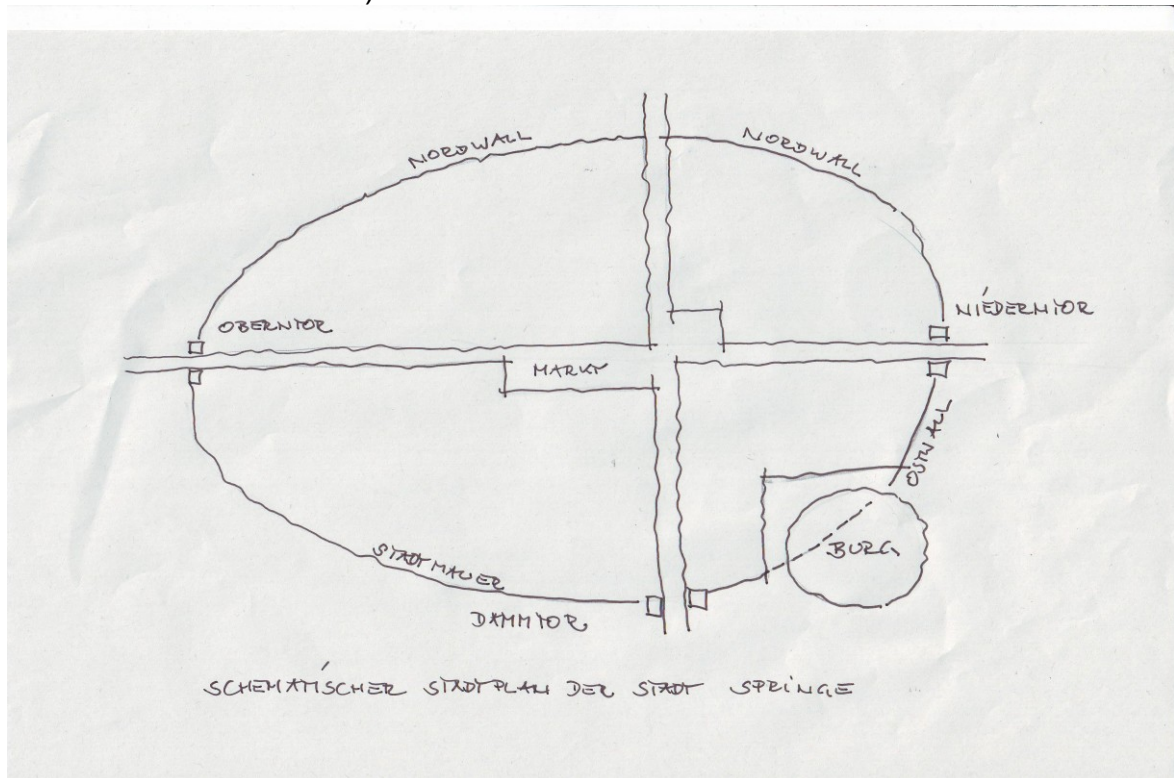 NORDWALL
NORDWALL
OBERNTOR
NIEDERNTOR
MARKT
OSTWALL
BURG
STADTMAUER
DAMMTOR
SCHEMATISCHER STADTPLAN DER STADT SPRINGE